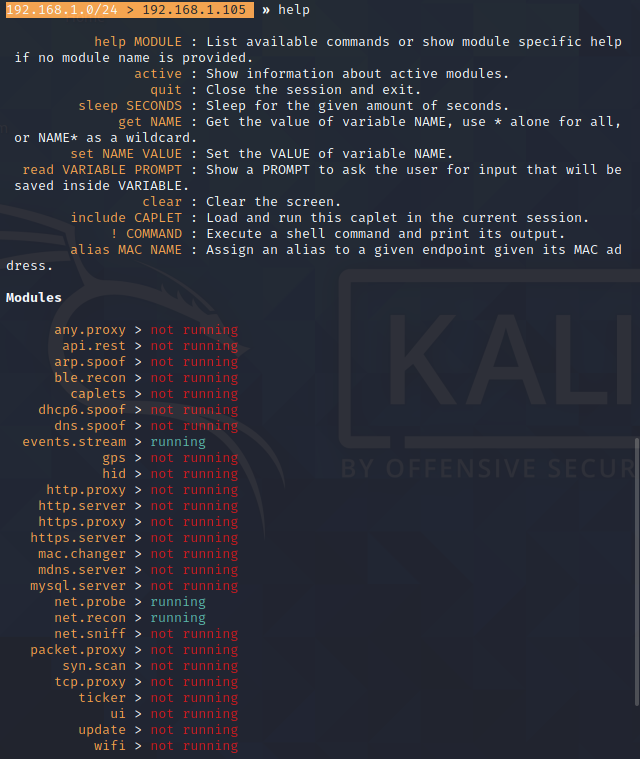 192.168.1.0/24 > 192.168.1.105 » help
help MODULE : List available commands or show module specific help
if no module name is provided.
active : Show information about active modules.
quit : Close the session and exit.
sleep SECONDS : Sleep for the given amount of seconds.
get NAME : Get the value of variable NAME, use * alone for all,
or NAME* as a wildcard.
set NAME VALUE : Set the VALUE of variable NAME.
read VARIABLE PROMPT : Show a PROMPT to ask the user for input that will be
saved inside VARIABLE.
clear : Clear the screen.
include CAPLET : Load and run this caplet in the current session.
! COMMAND : Execute a shell command and print its output.
alias MAC NAME : Assign an alias to a given endpoint given its MAC ad
dress.
Modules
any.proxy > not running
api.rest > not running
arp.spoof > not running
ble.recon > not running
caplets > not running
dhcp6.spoof > not running
dns.spoof > not running
events.stream > running
gps > not running
hid > not running
http.proxy > not running
http.server > not running
https.proxy > not running
https.server > not running
mac.changer > not running
mdns.server > not running
mysql.server > not running
net.probe > running
net.recon > running
net.sniff > not running
packet.proxy > not running
syn.scan > not running
tcp.proxy > not running
ticker > not running
ui > not running
update > not running
wifi > not running
KALI
BY OFFENSIVE SECUR